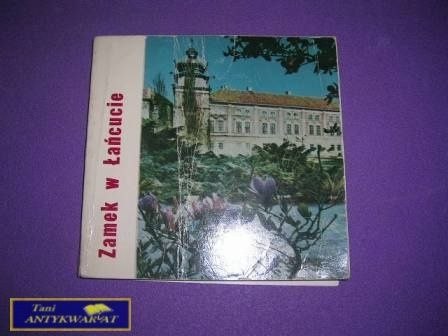 Zamek w Łańcucie
Tani
ANTYKWARIAT